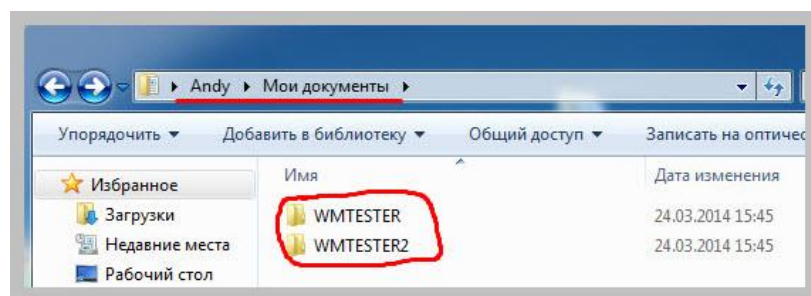 Andy Мои документы
Упорядочить Добавить в библиотеку Общий доступ Записать на оптичес
Избранное
Загрузки
Недавние места
Рабочий стол
Имя Дата изменения
WMTESTER 24.03.2014 15:45
WMTESTER2 24.03.2014 15:45